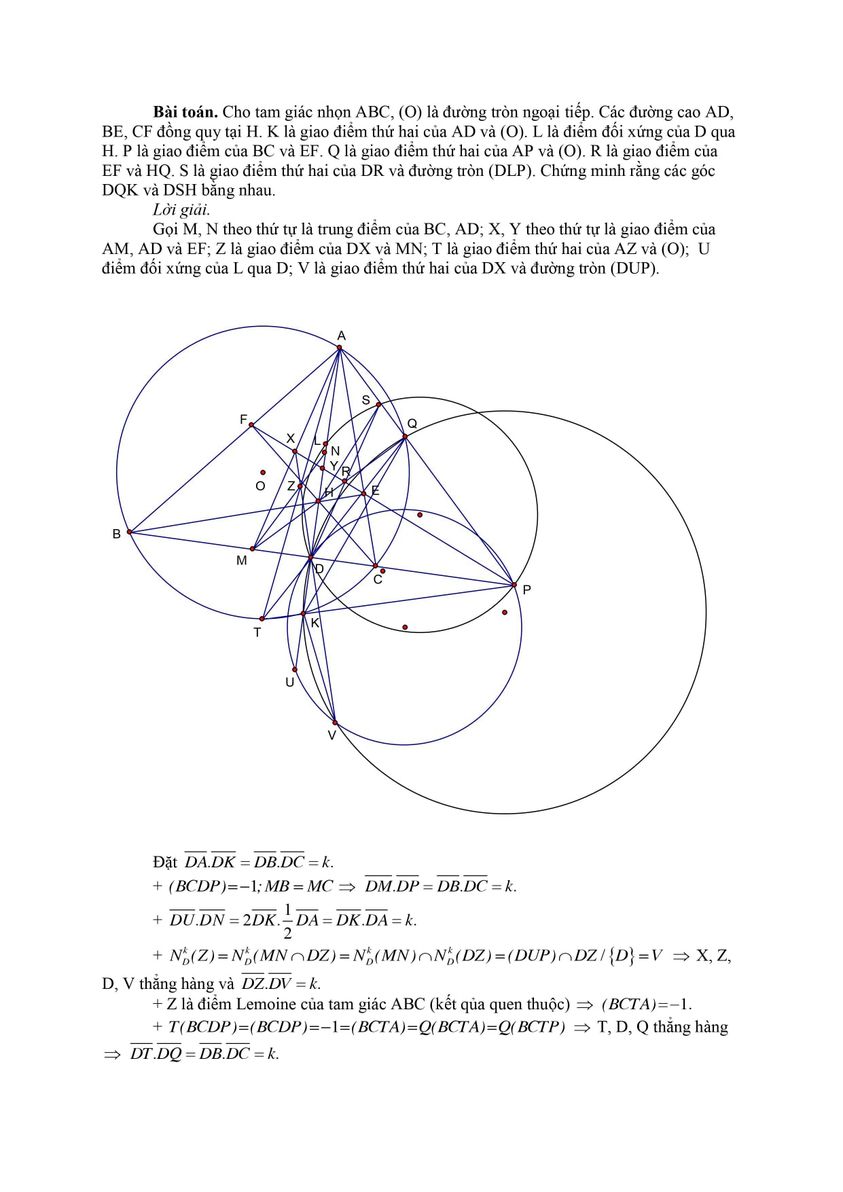 Bài toán. Cho tam giác nhọn ABC, (O) là đường tròn ngoại tiếp. Các đường cao AD,
BE, CF đồng quy tại H. K là giao điểm thứ hai của AD và (O). L là điểm đối xứng của D qua
H. P là giao điểm của BC và EF. Q là giao điểm thứ hai của AP và (O). R là giao điểm của
EF và HQ. S là giao điểm thứ hai của DR và đường tròn (DLP). Chứng minh rằng các góc
DQK và DSH bằng nhau.
Lời giải.
Gọi M, N theo thứ tự là trung điểm của BC, AD; X, Y theo thứ tự là giao điểm của
AM, AD và EF; Z là giao điểm của DX và MN; T là giao điểm thứ hai của AZ và (O); U
điểm đối xứng của L qua D; V là giao điểm thứ hai của DX và đường tròn (DUP).
A
S
F
Q
X
L
N
Y
R
O
Z
H
E
B
M
D
C
P
T
K
U
V
Đặt $\overline{DA}.\overline{DK} = \overline{DB}.\overline{DC} = k.$
+ $(BCDP) = -1; MB = MC \Rightarrow \overline{DM}.\overline{DP} = \overline{DB}.\overline{DC} = k.$
+ $\overline{DU}.\overline{DN} = 2\overline{DK}.\frac{1}{2}\overline{DA} = \overline{DK}.\overline{DA} = k.$
+ $N_D^k(Z) = N_D^k(MN \cap DZ) = N_D^k(MN) \cap N_D^k(DZ) = (DUP) \cap DZ / \{D\} = V \Rightarrow$ X, Z,
D, V thẳng hàng và $\overline{DZ}.\overline{DV} = k.$
+ Z là điểm Lemoine của tam giác ABC (kết qủa quen thuộc) $\Rightarrow (BCTA) = -1.$
+ $T(BCDP) = (BCDP) = -1 = (BCTA) = Q(BCTA) = Q(BCTP) \Rightarrow$ T, D, Q thẳng hàng
$\Rightarrow \overline{DT}.\overline{DQ} = \overline{DB}.\overline{DC} = k.$